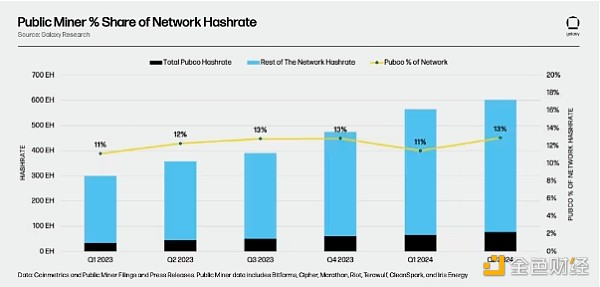 Public Miner % Share of Network Hashrate
Source: Galaxy Research
galaxy
Total Pubco Hashrate
Rest of The Network Hashrate
Pubco % of Network
700 EH
600 EH
500 EH
400 EH
300 EH
200 EH
100 EH
0 EH
HASHRATE
11%
12%
13%
13%
11%
13%
20%
18%
16%
14%
12%
10%
8%
6%
4%
2%
0%
PUBCO % OF NETWORK HASHRATE
Q1 2023
Q2 2023
Q3 2023
Q4 2023
Q1 2024
Data: Coinmetrics and Public Miner Filings and Press Releases. Public Miner data includes Bitfarms, Cipher, Marathon, Riot, Terawulf, CleanSpark, and Iris Energy
金色财经